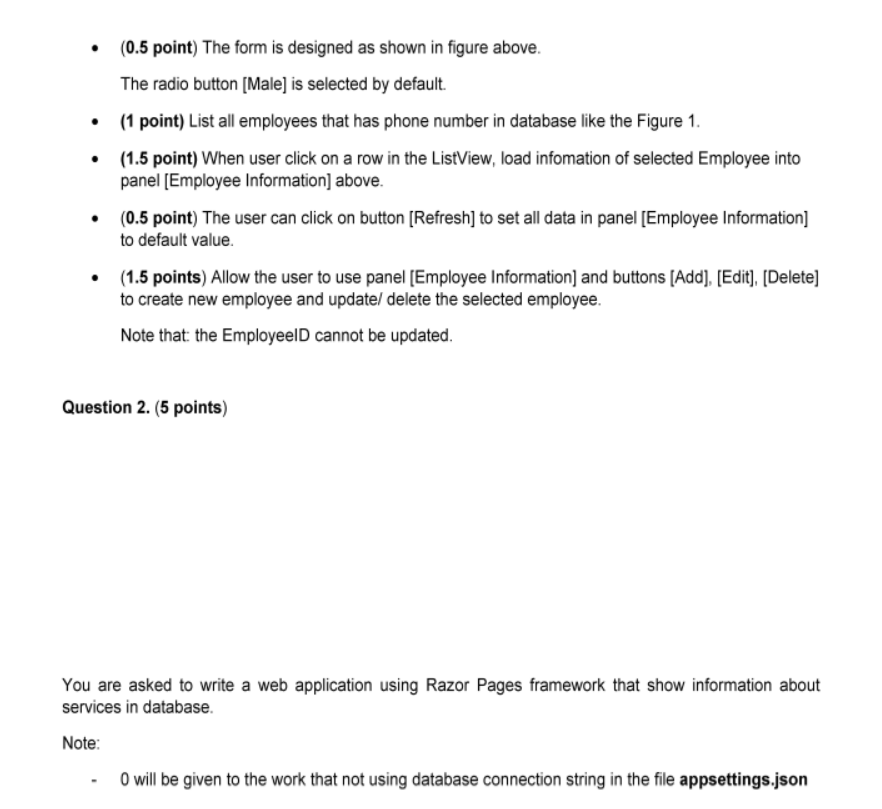 • (0.5 point) The form is designed as shown in figure above.
The radio button [Male] is selected by default.
• (1 point) List all employees that has phone number in database like the Figure 1.
• (1.5 point) When user click on a row in the ListView, load infomation of selected Employee into
panel [Employee Information] above.
• (0.5 point) The user can click on button [Refresh] to set all data in panel [Employee Information]
to default value.
• (1.5 points) Allow the user to use panel [Employee Information] and buttons [Add], [Edit], [Delete]
to create new employee and update/ delete the selected employee.
Note that: the EmployeeID cannot be updated.
Question 2. (5 points)
You are asked to write a web application using Razor Pages framework that show information about
services in database.
Note:
- 0 will be given to the work that not using database connection string in the file appsettings.json